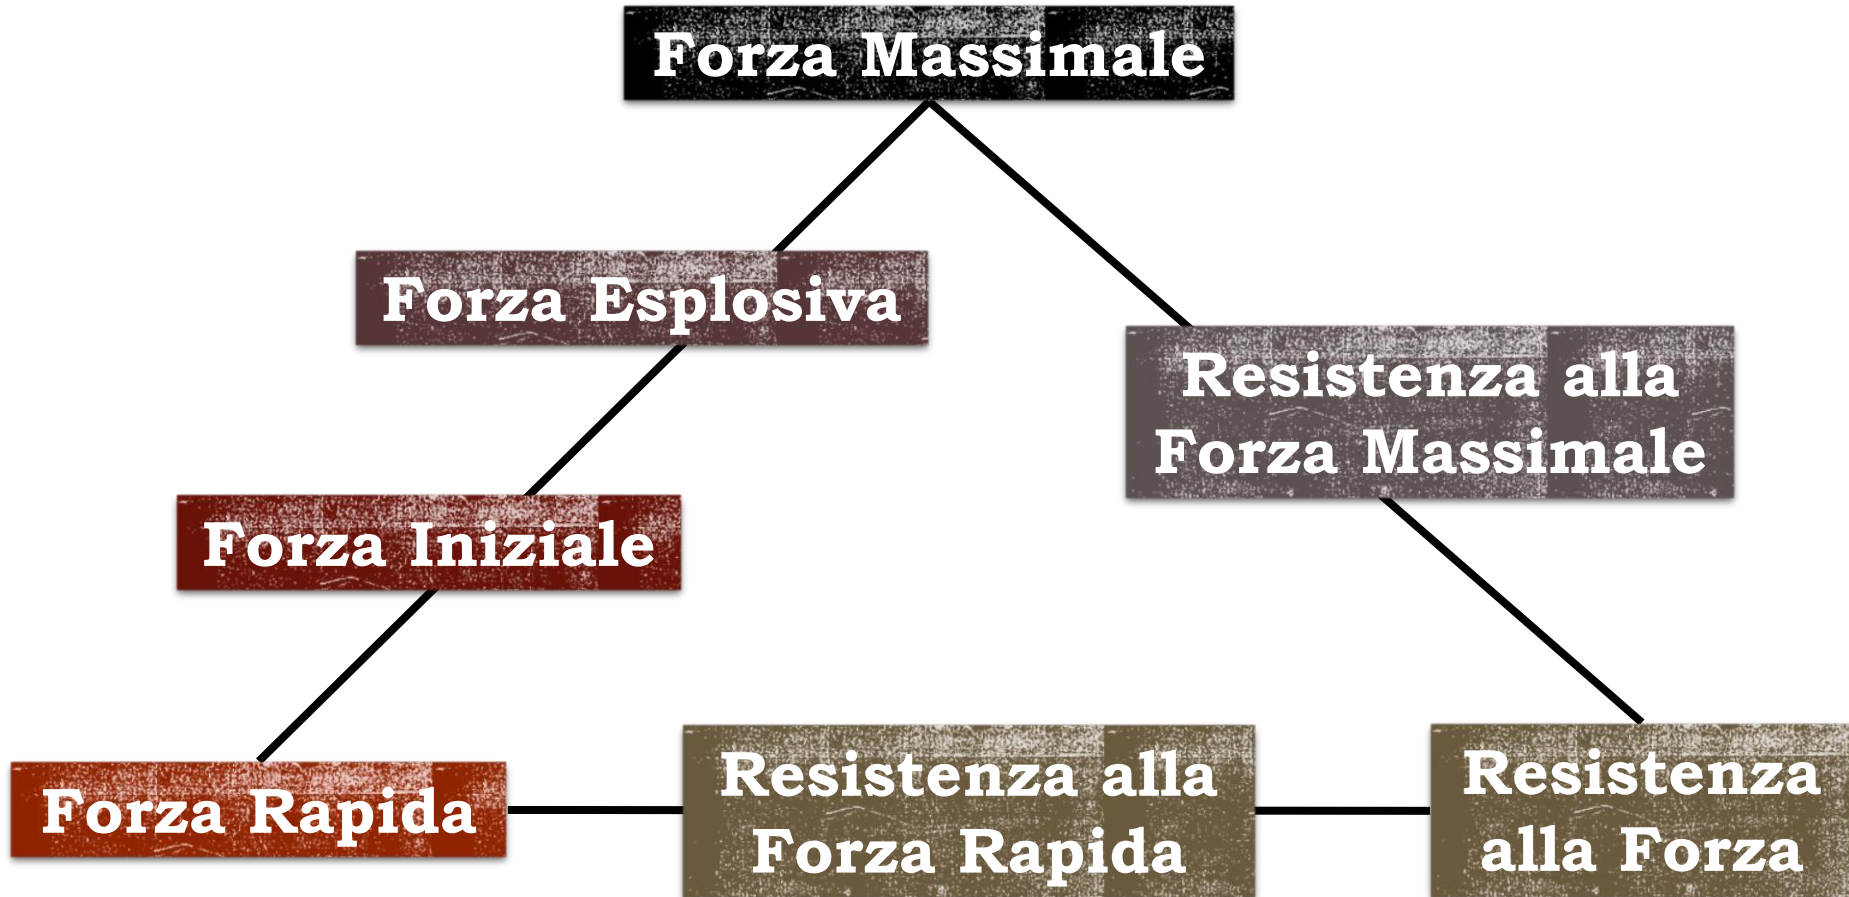 Forza Massimale
Forza Esplosiva
Resistenza alla
Forza Massimale
Forza Iniziale
Forza Rapida
Resistenza alla
Forza Rapida
Resistenza
alla Forza